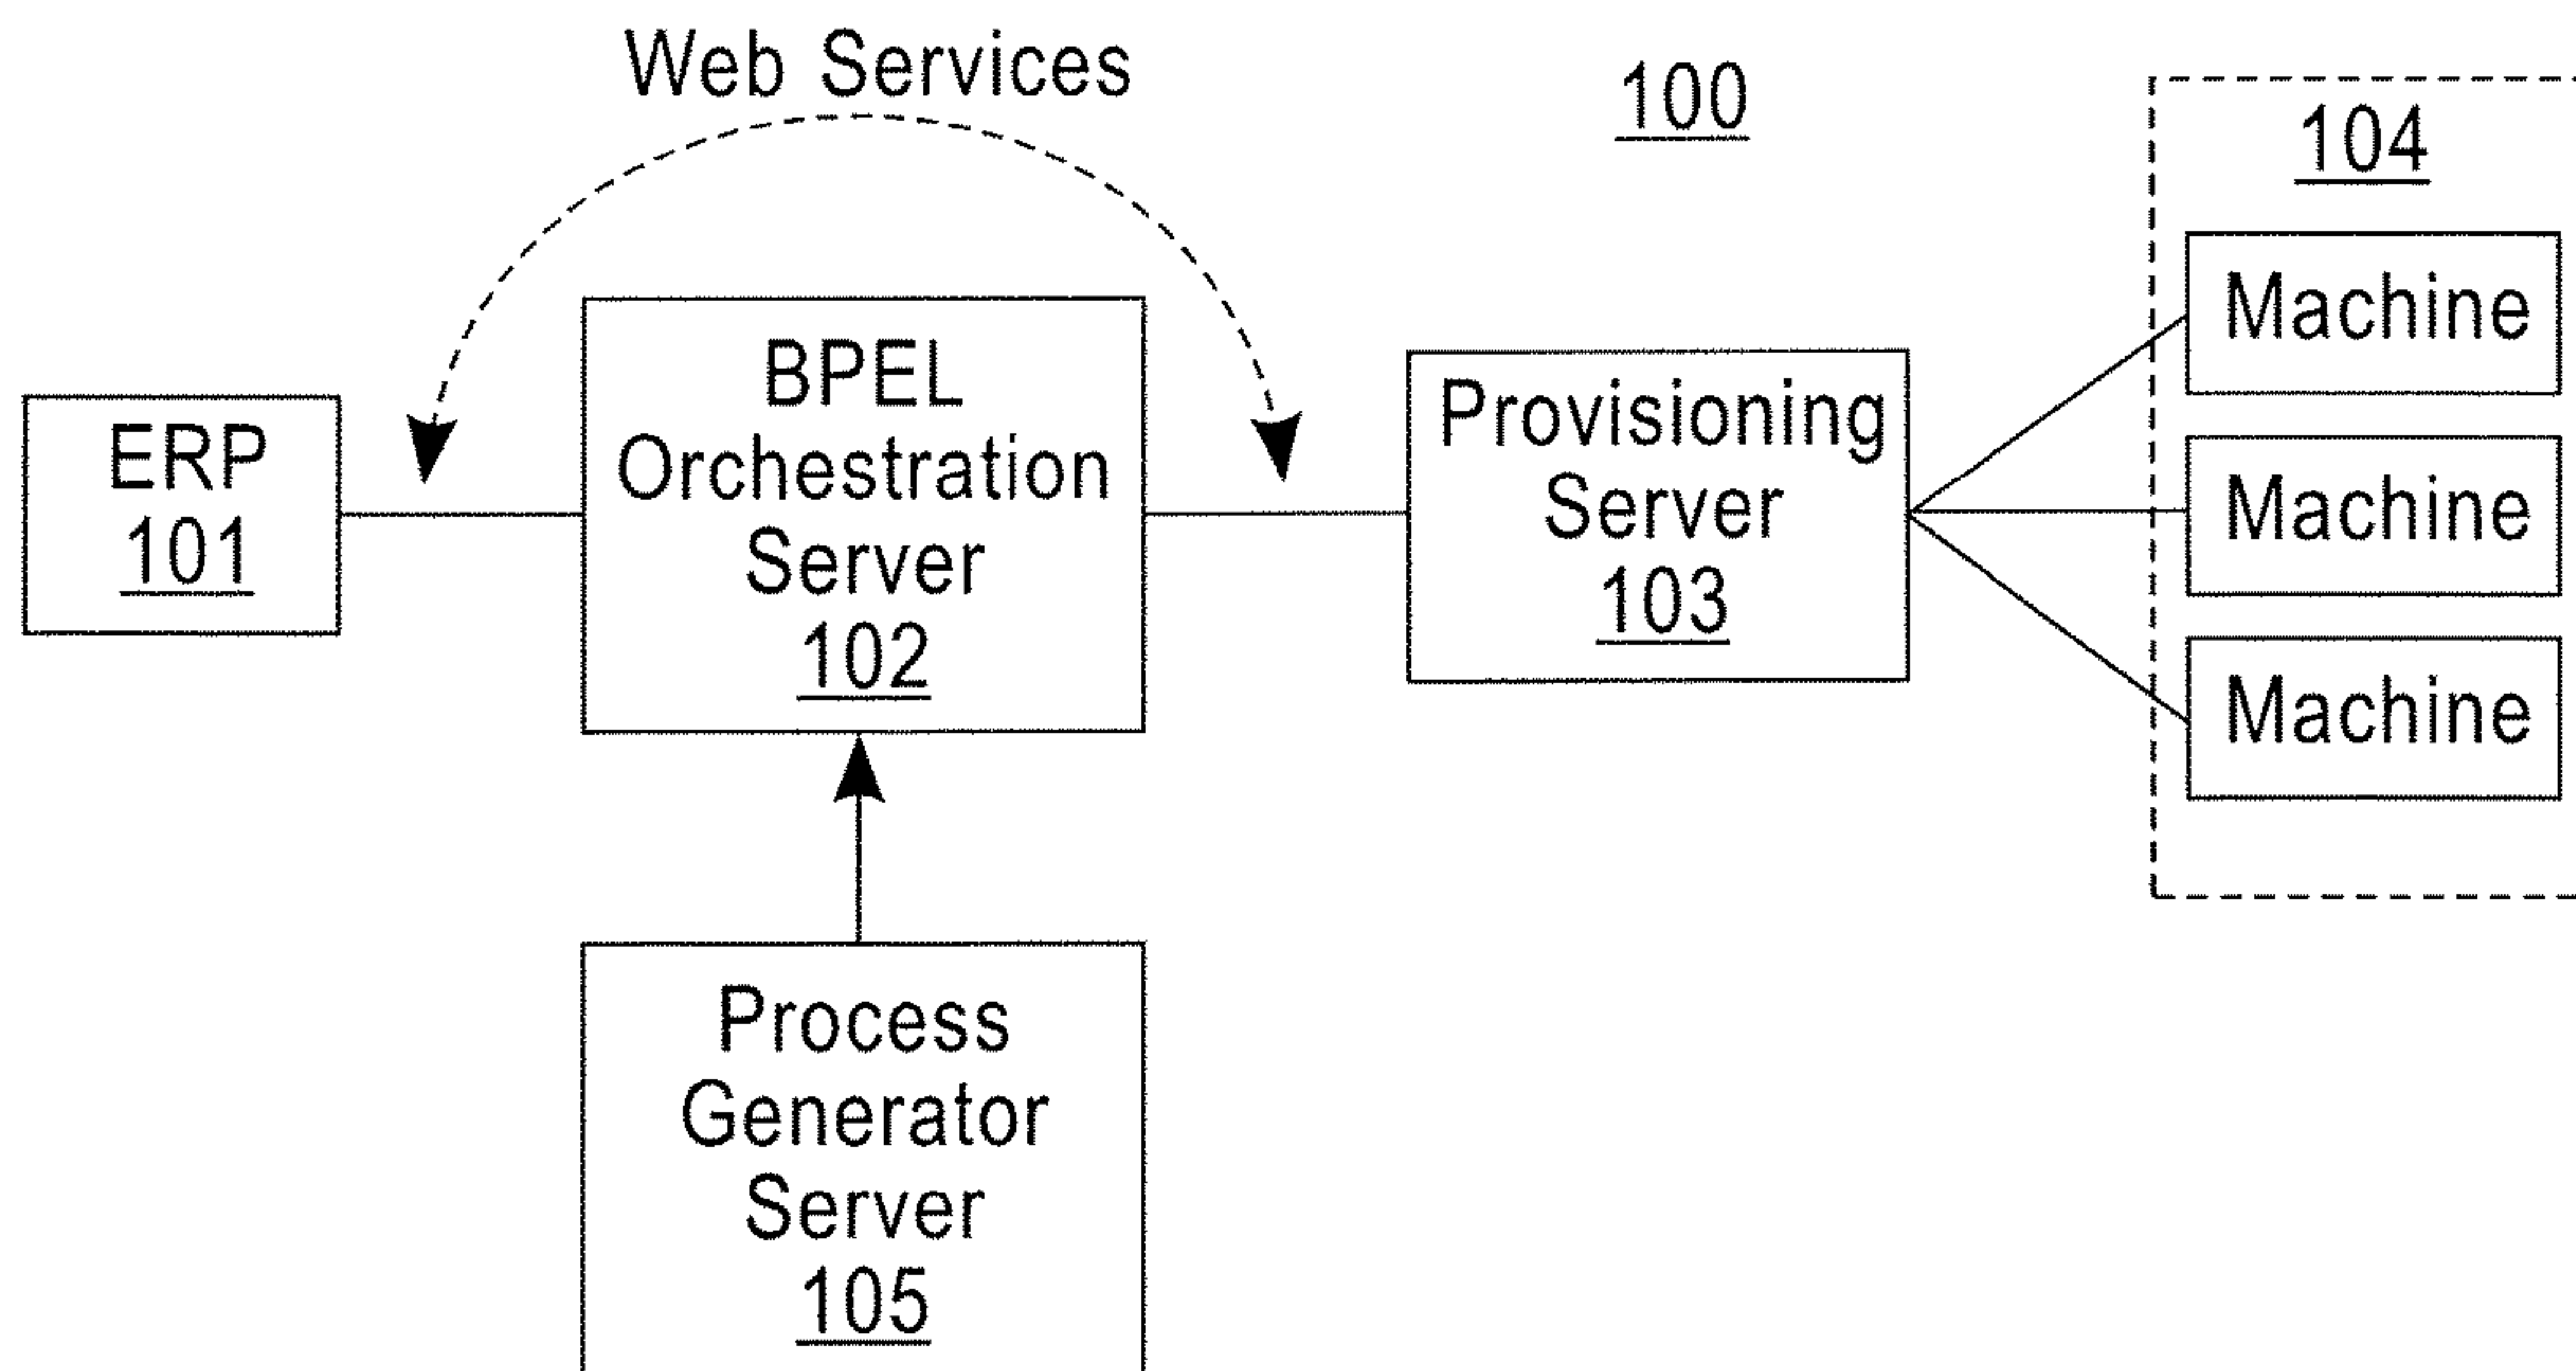 Web Services
100
104
ERP
101
BPEL
Orchestration
Server
102
Provisioning
Server
103
Machine
Machine
Machine
Process
Generator
Server
105